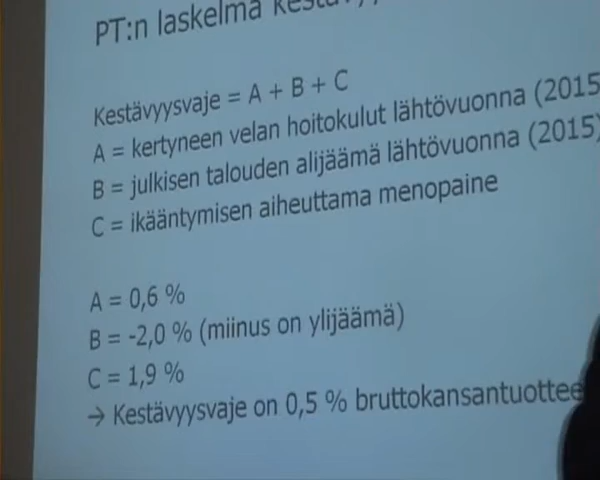 PT:n laskelma
Kestävyysvaje = A + B + C
A = kertyneen velan hoitokulut lähtövuonna (2015
B = julkisen talouden alijäämä lähtövuonna (2015)
C = ikääntymisen aiheuttama menopaine
A = 0,6 %
B = -2,0 % (miinus on ylijäämä)
C = 1,9 %
→ Kestävyysvaje on 0,5 % bruttokansantuottee